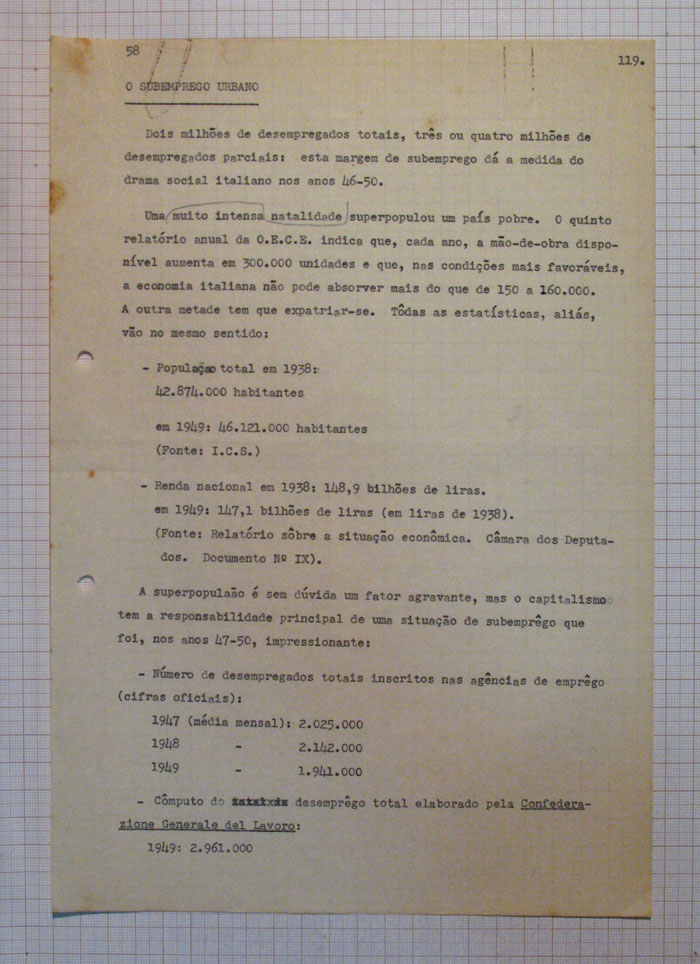 58
119.
O SUBEMPREGO URBANO
Dois milhões de desempregados totais, três ou quatro milhões de
desempregados parciais: esta margem de subemprego dá a medida do
drama social italiano nos anos 46-50.
Uma muito intensa natalidade superpopulou um país pobre. O quinto
relatório anual da O.E.C.E. indica que, cada ano, a mão-de-obra dispo-
nível aumenta em 300.000 unidades e que, nas condições mais favoráveis,
a economia italiana não pode absorver mais do que de 150 a 160.000.
A outra metade tem que expatriar-se. Tôdas as estatísticas, aliás,
vão no mesmo sentido:
- População total em 1938:
42.874.000 habitantes
em 1949: 46.121.000 habitantes
(Fonte: I.C.S.)
- Renda nacional em 1938: 148,9 bilhões de liras.
em 1949: 147,1 bilhões de liras (em liras de 1938).
(Fonte: Relatório sôbre a situação econômica. Câmara dos Deputa-
dos. Documento Nº IX).
A superpopulaão é sem dúvida um fator agravante, mas o capitalismo
tem a responsabilidade principal de uma situação de subemprêgo que
foi, nos anos 47-50, impressionante:
- Número de desempregados totais inscritos nas agências de emprêgo
(cifras oficiais):
1947 (média mensal): 2.025.000
1948 - 2.142.000
1949 - 1.941.000
- Cômputo do desemprêgo total elaborado pela Confedera-
zione Generale del Lavoro:
1949: 2.961.000